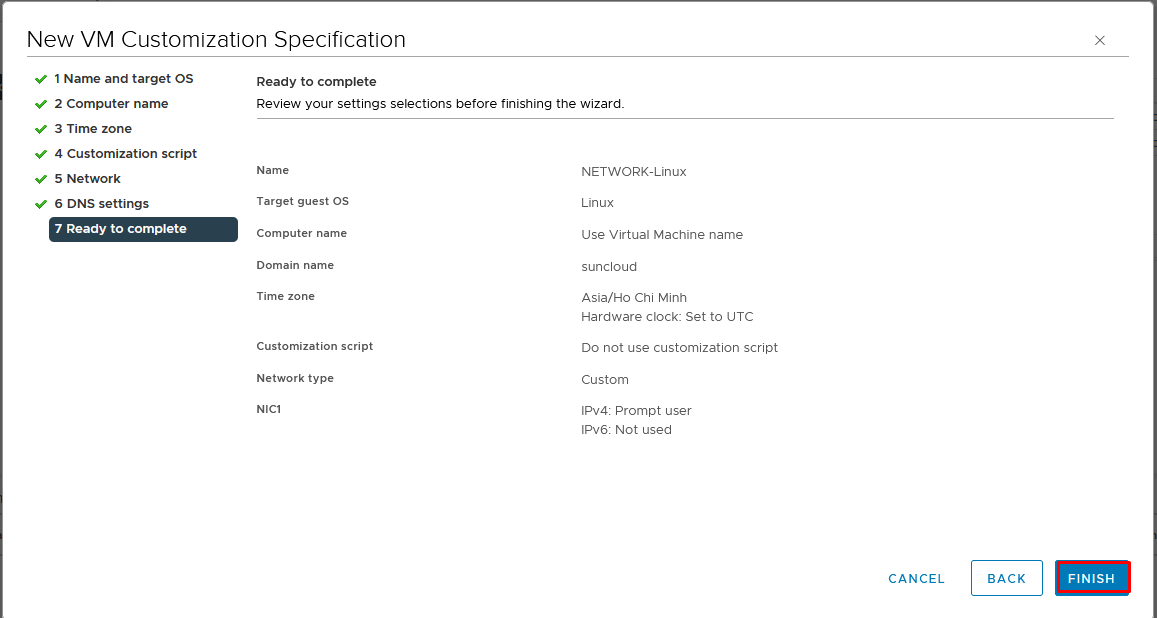 New VM Customization Specification
1 Name and target OS
2 Computer name
3 Time zone
4 Customization script
5 Network
6 DNS settings
7 Ready to complete
Ready to complete
Review your settings selections before finishing the wizard.
Name NETWORK-Linux
Target guest OS Linux
Computer name Use Virtual Machine name
Domain name suncloud
Time zone Asia/Ho Chi Minh
Hardware clock: Set to UTC
Customization script Do not use customization script
Network type Custom
NIC1 IPv4: Prompt user
IPv6: Not used
CANCEL BACK FINISH